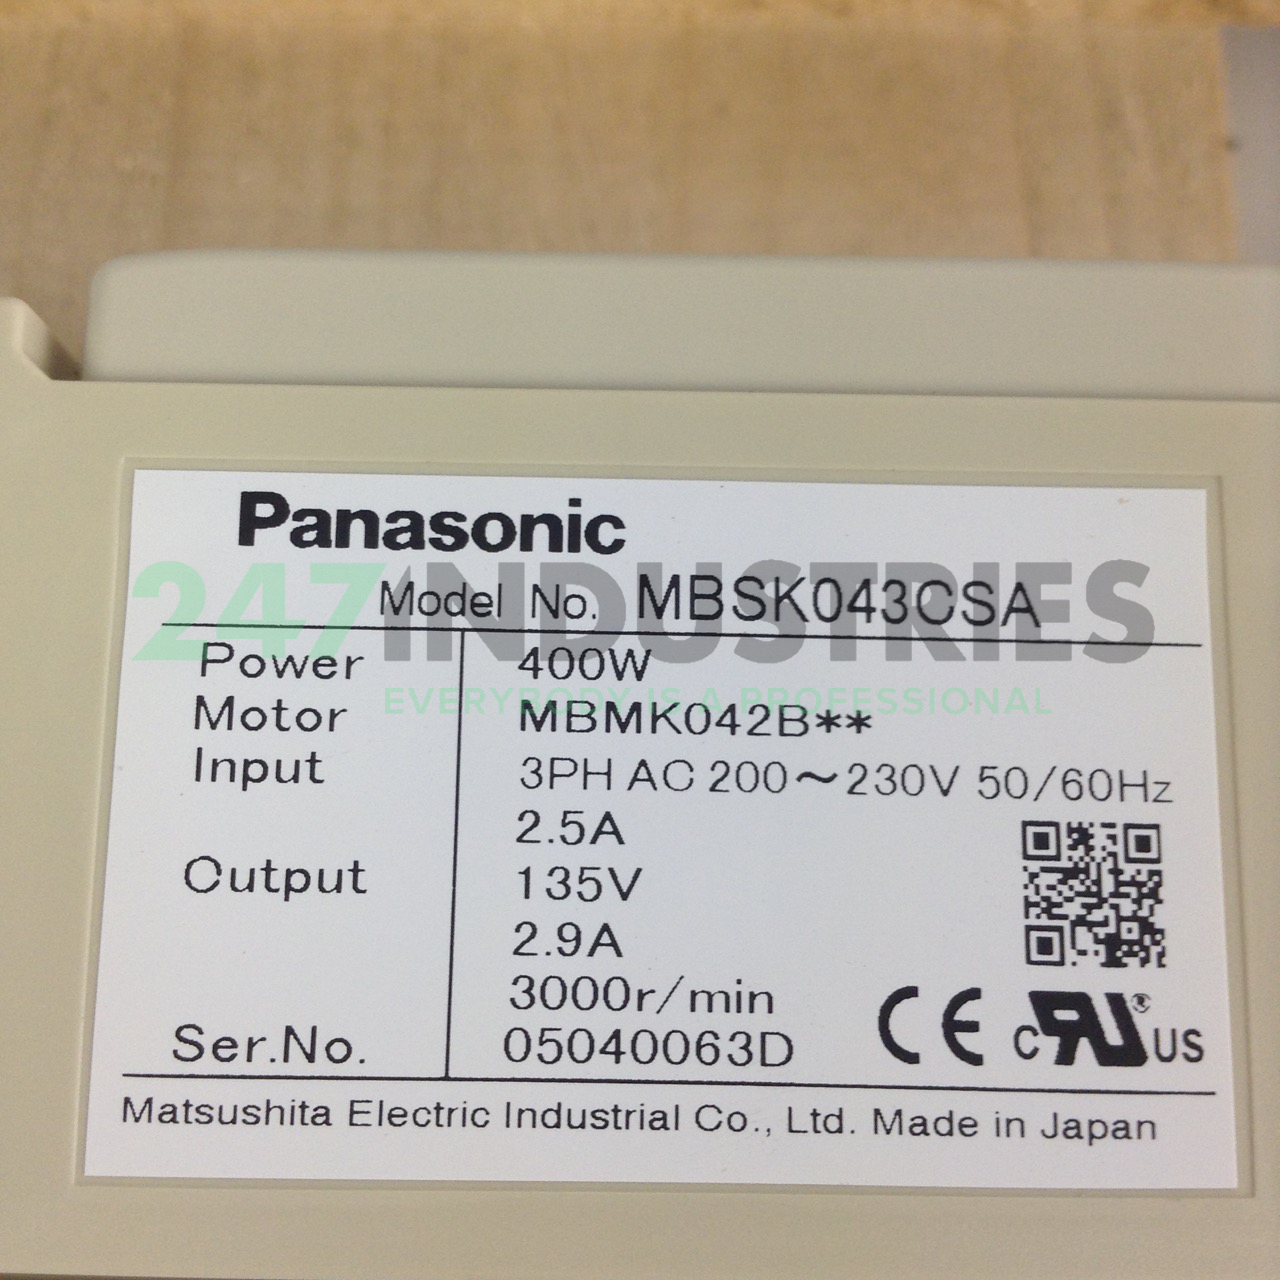 Panasonic
247INDUSTRIES
Model No. MBSK043CSA
EVERYBODY IS A PROFESSIONAL
Power 400W
Motor MBMK042B**
Input 3PH AC 200~230V 50/60Hz
2.5A
Output 135V
2.9A
3000r/min
Ser.No. 05040063D
CE c RU ® US
Matsushita Electric Industrial Co., Ltd. Made in Japan